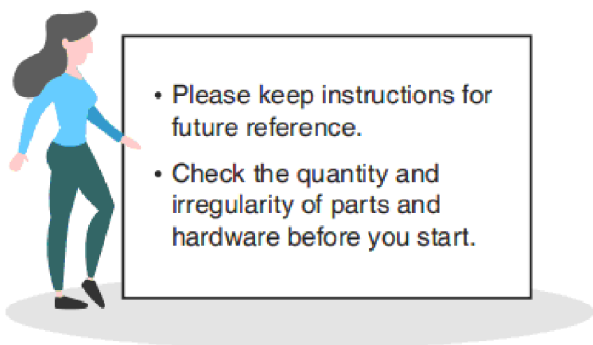 • Please keep instructions for
future reference.
• Check the quantity and
irregularity of parts and
hardware before you start.